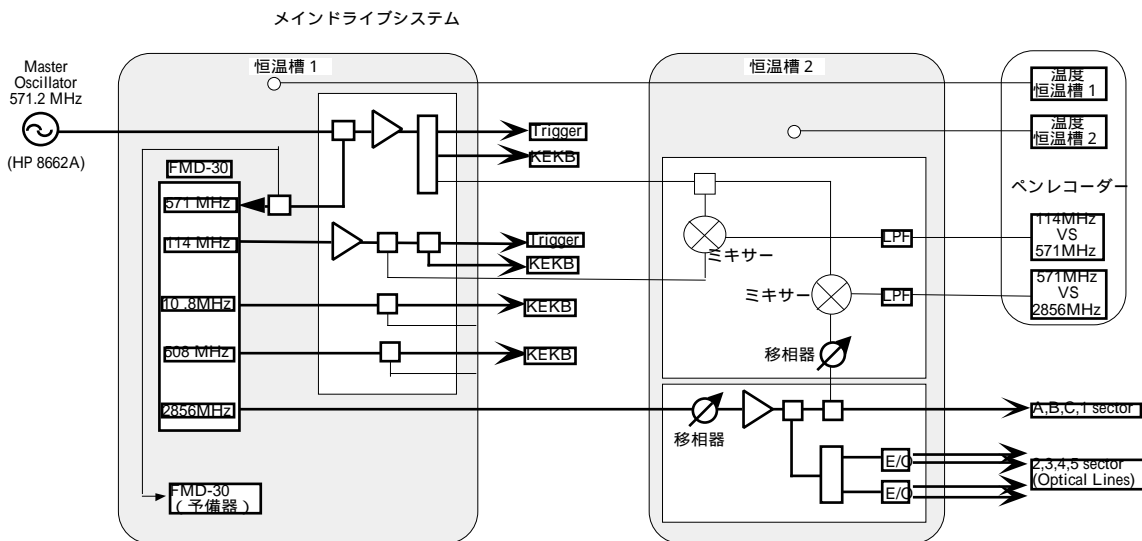 メインドライブシステム
Master
Oscillator
571.2 MHz
(HP 8662A)
恒温槽 1
恒温槽 2
温度
恒温槽 1
温度
恒温槽 2
ペンレコーダー
114MHz
VS
571MHz
571MHz
VS
2856MHz
Trigger
KEKB
FMD-30
571 MHz
114 MHz
Trigger
KEKB
10.8MHz
KEKB
508 MHz
KEKB
2856MHz
FMD-30
（予備器）
ミキサー
LPF
ミキサー
LPF
移相器
移相器
E/O
E/O
A,B,C,1 sector
2,3,4,5 sector
(Optical Lines)